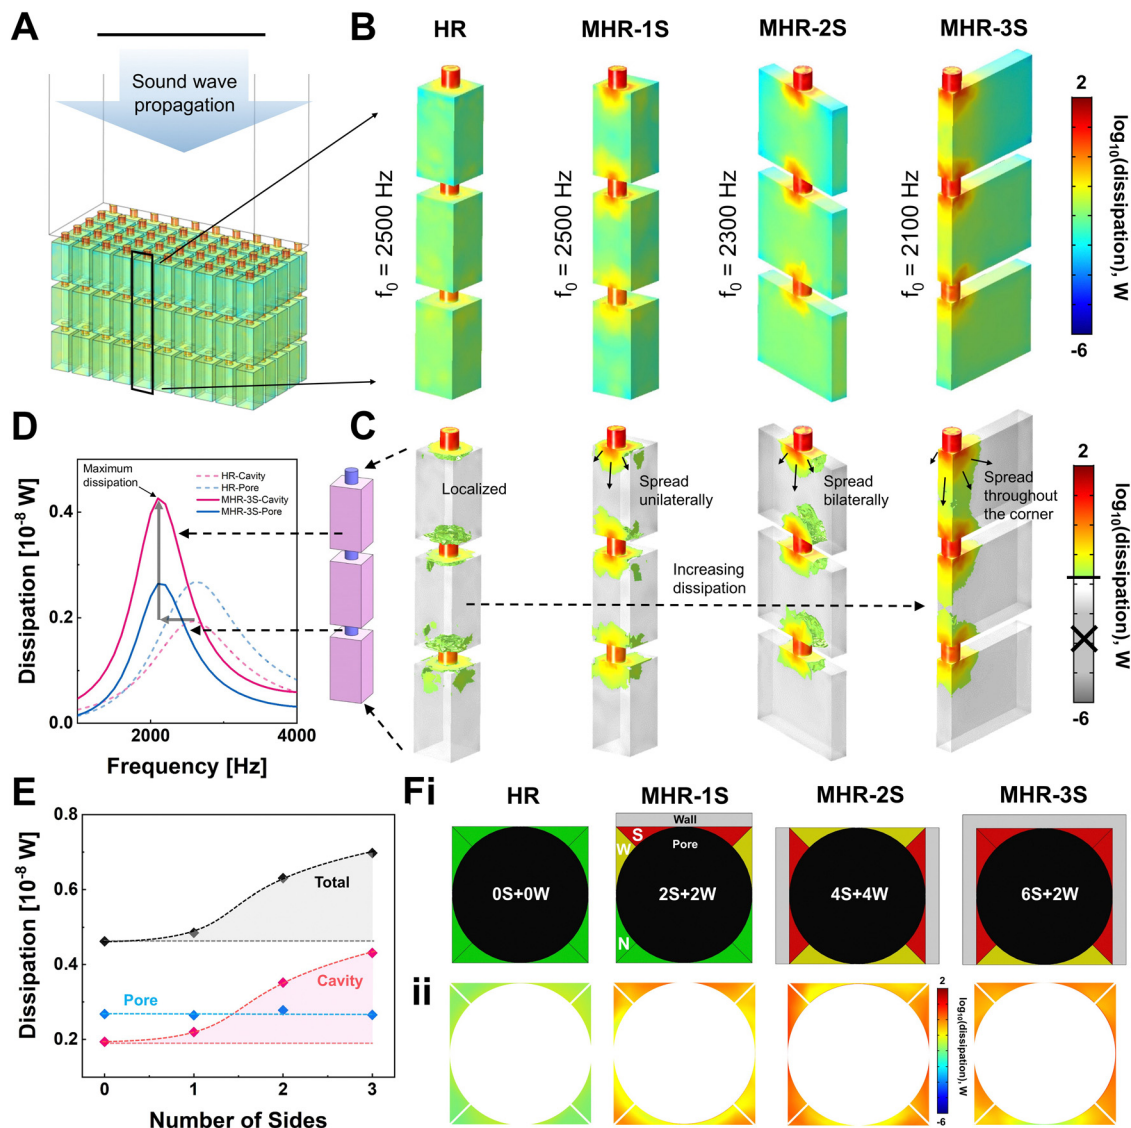 A
Sound wave
propagation
B
HR
MHR-1S
MHR-2S
MHR-3S
f0 = 2500 Hz
f0 = 2500 Hz
f0 = 2300 Hz
f0 = 2100 Hz
2
log10(dissipation), W
-6
D
Maximum
dissipation
HR-Cavity
HR-Pore
MHR-3S-Cavity
MHR-3S-Pore
Dissipation [10-8 W]
0.4
0.2
0.0
2000
4000
Frequency [Hz]
C
Localized
Spread
unilaterally
Spread
bilaterally
Spread
throughout
the corner
Increasing
dissipation
2
log10(dissipation), W
-6
E
Dissipation [10-8 W]
0.8
0.6
0.4
0.2
Total
Cavity
Pore
0
1
2
3
Number of Sides
Fi
HR
MHR-1S
MHR-2S
MHR-3S
Wall
S
Pore
W
N
0S+0W
2S+2W
4S+4W
6S+2W
ii
2
log10(dissipation), W
-6